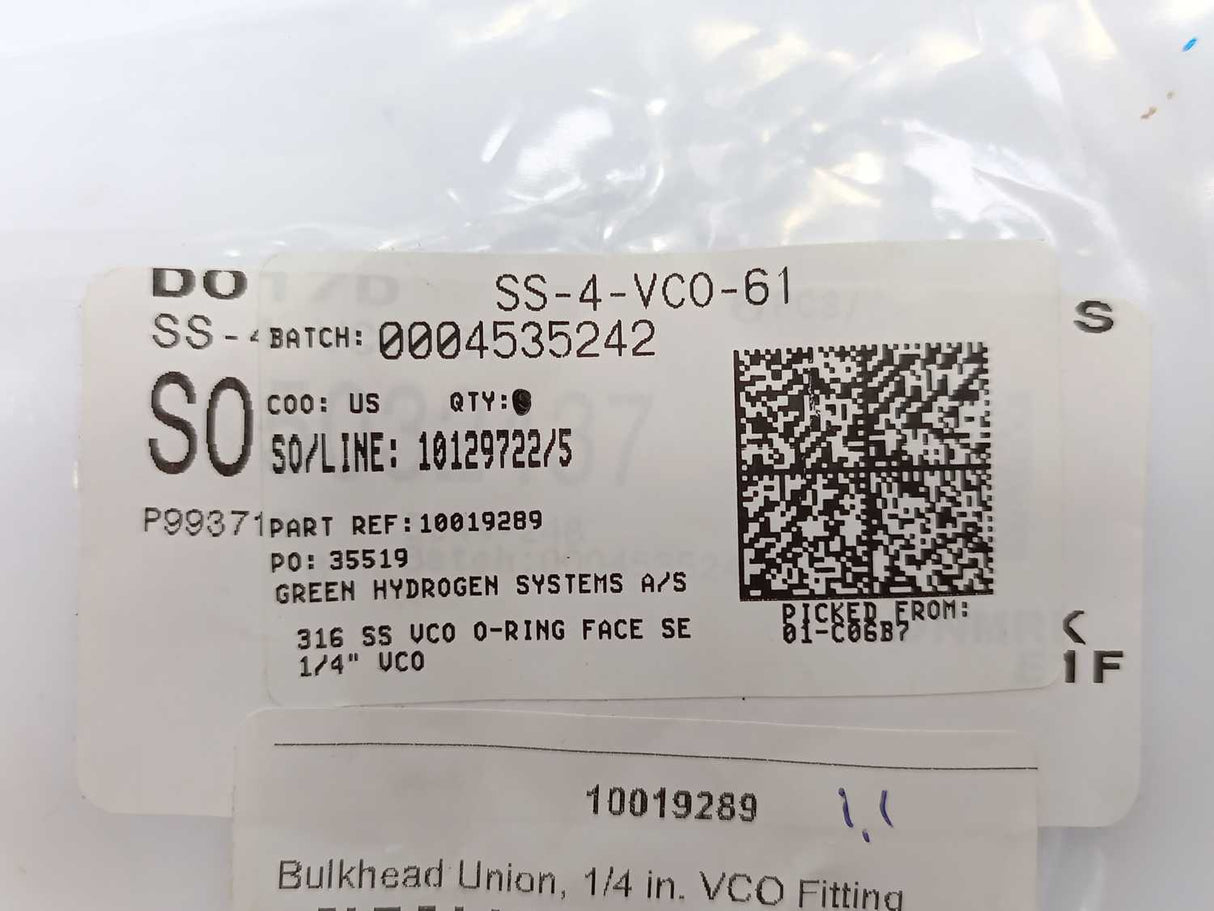 SS-4-VCO-61
BATCH: 0004535242
COO: US QTY:
SO/LINE: 10129722/5
PART REF:10019289
PO: 35519
GREEN HYDROGEN SYSTEMS A/S
316 SS VCO O-RING FACE SE
1/4" VCO
PICKED FROM:
01-C06B7
DO
SS-4
SO
P99371
S
K
1F
10019289
Bulkhead Union, 1/4 in. VCO Fitting